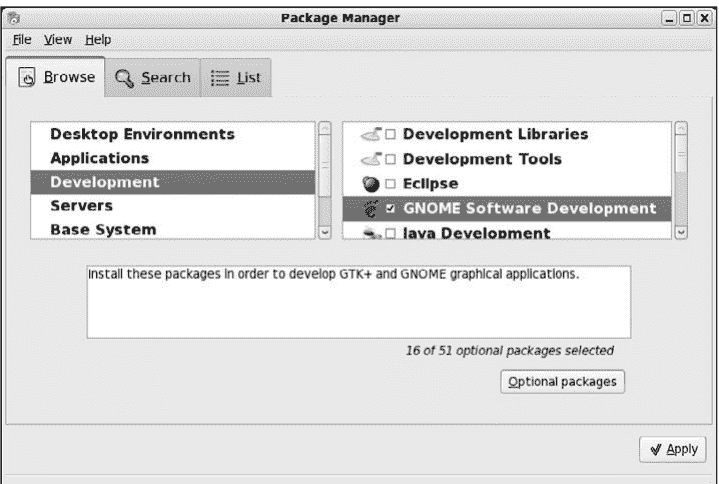 Package Manager
File View Help
Browse Search List
Desktop Environments
Applications
Development
Servers
Base System
Development Libraries
Development Tools
Eclipse
GNOME Software Development
Java Development
Install these packages in order to develop GTK+ and GNOME graphical applications.
16 of 51 optional packages selected
Optional packages
Apply